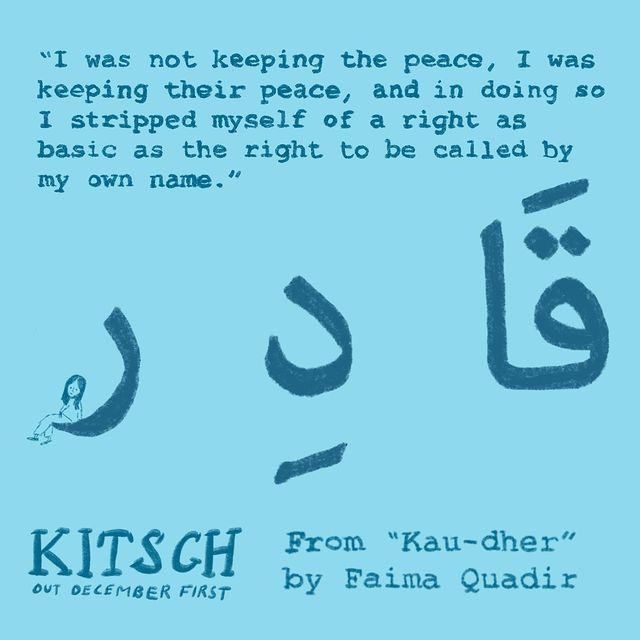 “I was not keeping the peace, I was
keeping their peace, and in doing so
I stripped myself of a right as
basic as the right to be called by
my own name.”
قَا دِ ر
KITSCH
OUT DECEMBER FIRST
From “Kau-dher”
by Faima Quadir